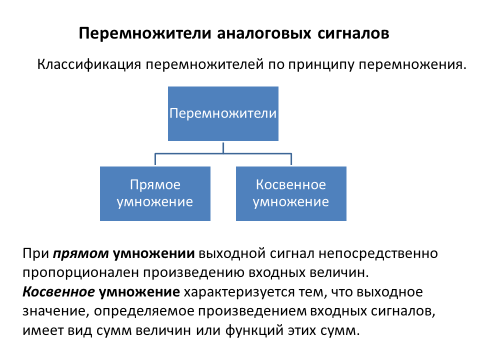 Перемножители аналоговых сигналов
Классификация перемножителей по принципу перемножения.
Перемножители
Прямое
умножение
Косвенное
умножение
При прямом умножении выходной сигнал непосредственно
пропорционален произведению входных величин.
Косвенное умножение характеризуется тем, что выходное
значение, определяемое произведением входных сигналов,
имеет вид сумм величин или функций этих сумм.